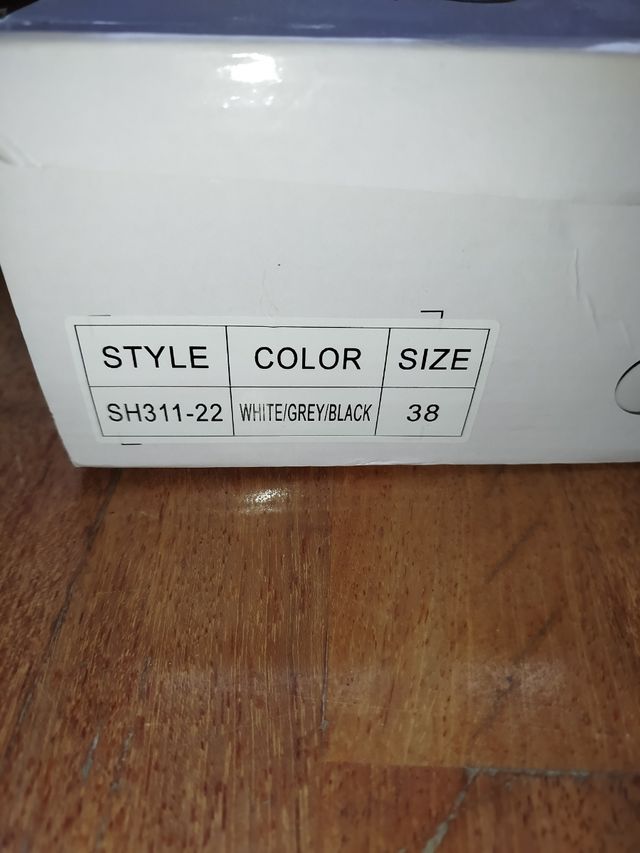 STYLE COLOR SIZE
SH311-22 WHITE/GREY/BLACK 38